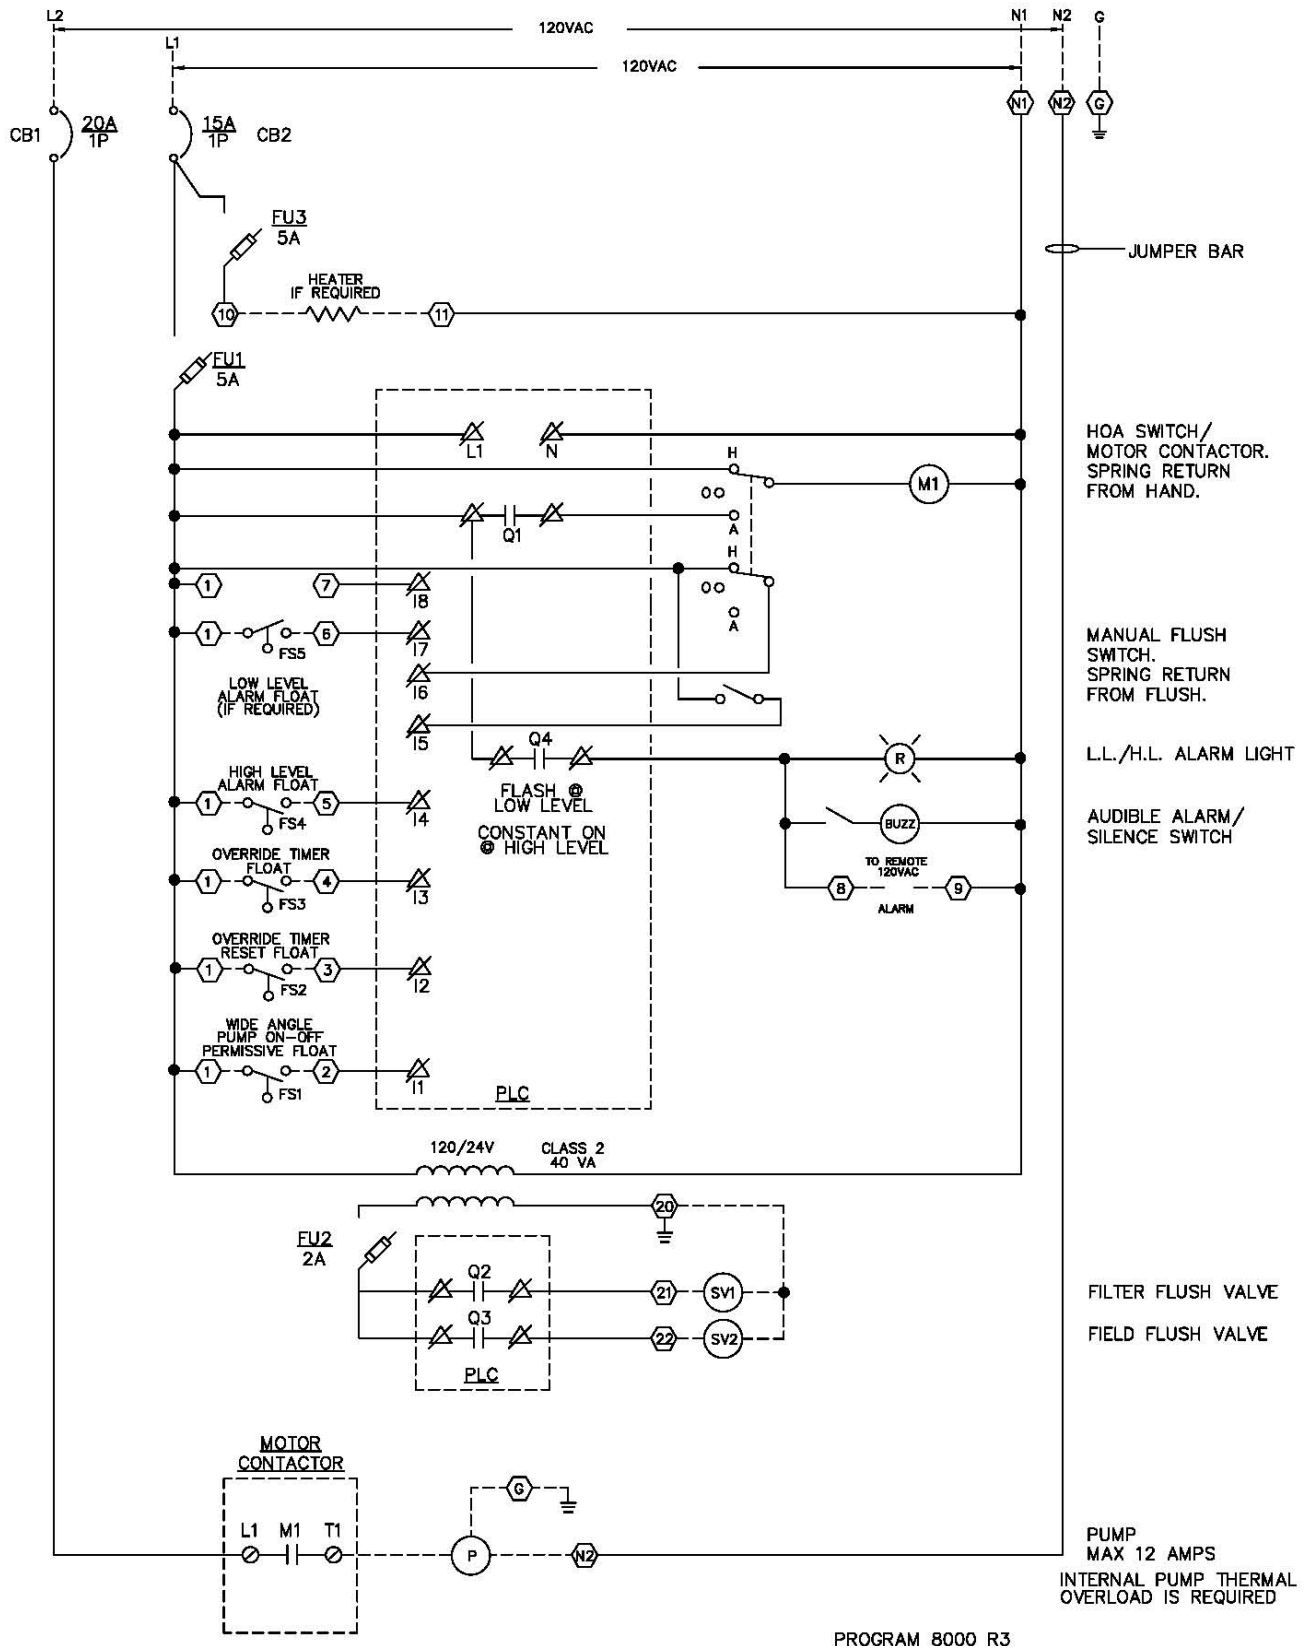 L2
N1 N2 G
120VAC
L1
120VAC
N1 N2 G
CB1 20A
1P
15A
1P
CB2
FU3
5A
JUMPER BAR
HEATER
IF REQUIRED
10 11
FU1
5A
L1 N
HOA SWITCH/
MOTOR CONTACTOR.
SPRING RETURN
FROM HAND.
H
O
M1
Q1
A
H
O
1 7 I8
A
1 FS5 6 I7
LOW LEVEL
ALARM FLOAT
(IF REQUIRED)
I6
MANUAL FLUSH
SWITCH.
SPRING RETURN
FROM FLUSH.
I5
Q4
R
L.L./H.L. ALARM LIGHT
FLASH @
LOW LEVEL
CONSTANT ON
@ HIGH LEVEL
HIGH LEVEL
ALARM FLOAT
1 FS4 5 I4
BUZZ
AUDIBLE ALARM/
SILENCE SWITCH
OVERRIDE TIMER
FLOAT
1 FS3 4 I3
TO REMOTE
120VAC
8 9
ALARM
OVERRIDE TIMER
RESET FLOAT
1 FS2 3 I2
WIDE ANGLE
PUMP ON-OFF
PERMISSIVE FLOAT
1 FS1 2 I1
PLC
120/24V CLASS 2
40 VA
20
FU2
2A
Q2 21 SV1
FILTER FLUSH VALVE
Q3 22 SV2
FIELD FLUSH VALVE
PLC
MOTOR
CONTACTOR
G
L1 M1 T1
P N2
PUMP
MAX 12 AMPS
INTERNAL PUMP THERMAL
OVERLOAD IS REQUIRED
PROGRAM 8000 R3